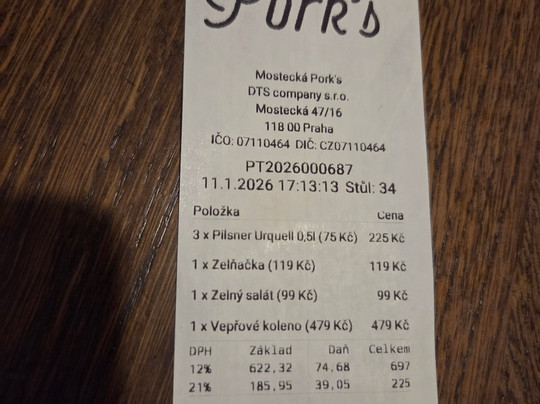 Pork's
Mostecká Pork's
DTS company s.r.o.
Mostecká 47/16
118 00 Praha
IČO: 07110464 DIČ: CZ07110464
PT2026000687
11.1.2026 17:13:13 Stůl: 34
Položka Cena
3 x Pilsner Urquell 0,5l (75 Kč) 225 Kč
1 x Zelňačka (119 Kč) 119 Kč
1 x Zelný salát (99 Kč) 99 Kč
1 x Vepřové koleno (479 Kč) 479 Kč
DPH Základ Daň Celkem
12% 622,32 74,68 697
21% 185,95 39,05 225